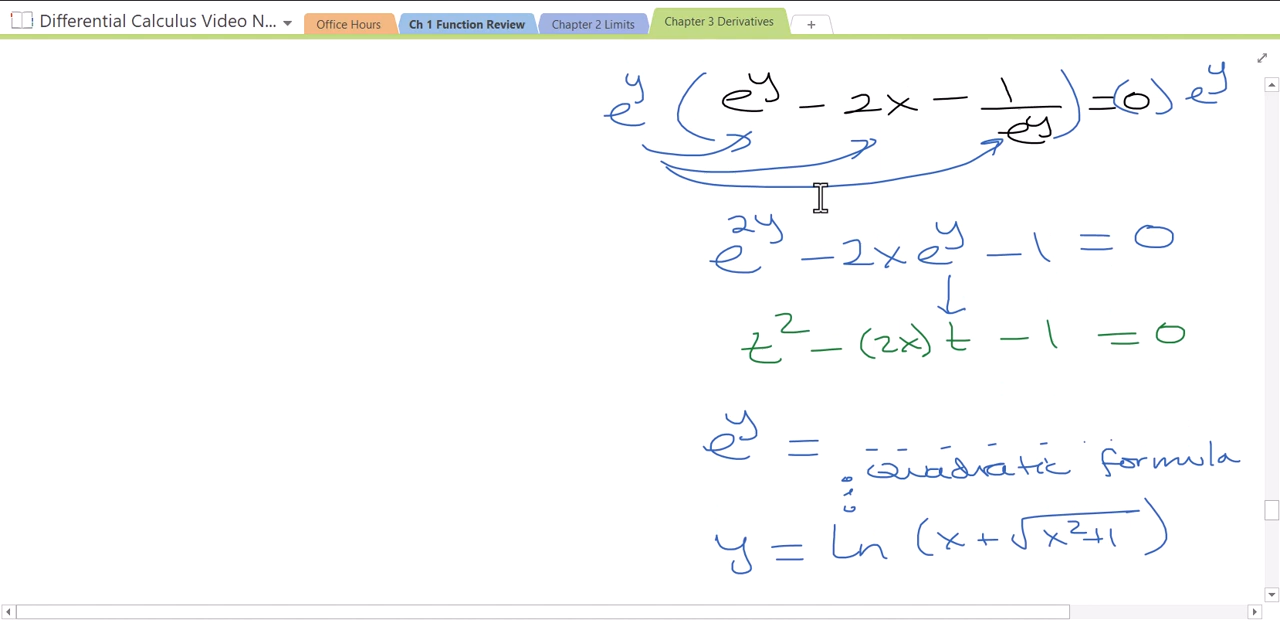 Differential Calculus Video N...
Office Hours
Ch 1 Function Review
Chapter 2 Limits
Chapter 3 Derivatives
+
e^y (e^y - 2x - 1/e^y) = (0) e^y
e^2y - 2x e^y - 1 = 0
t^2 - (2x) t - 1 = 0
e^y = Quadratic formula
y = ln (x + √(x^2+1))